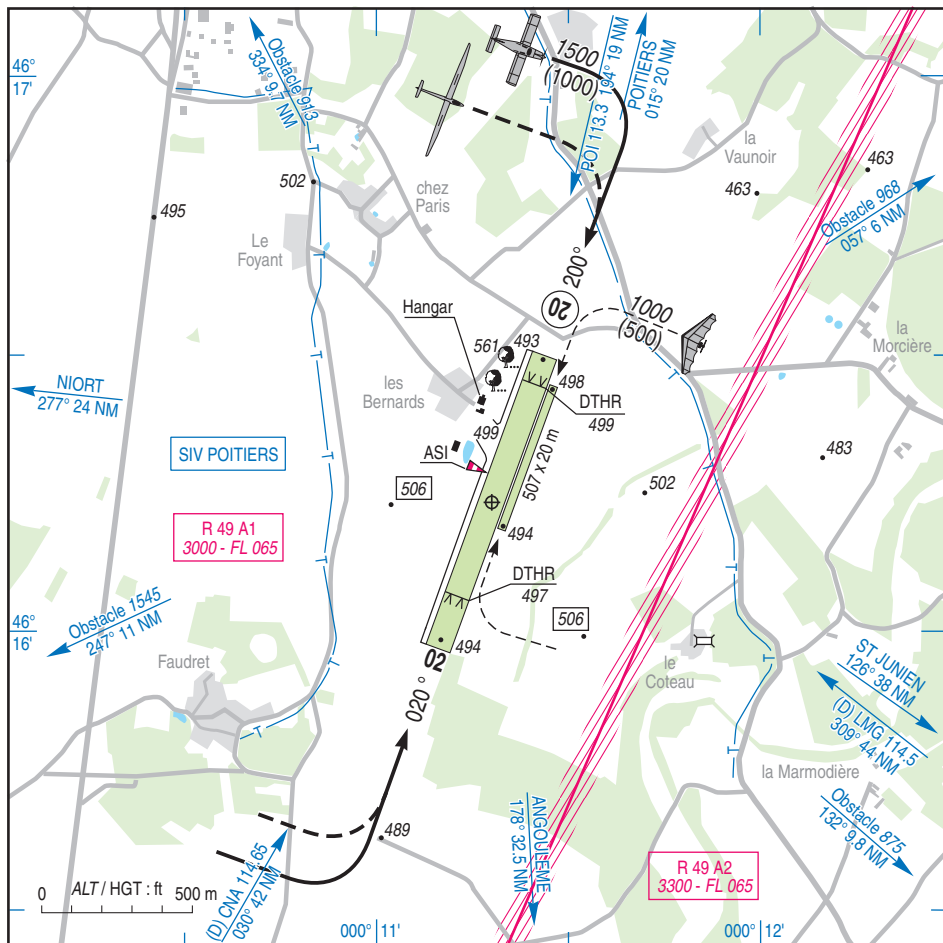 46°
17'
Obstacle 913
334° 9.7 NM
1500
(1000)
POI 113.3 194° 19 NM
POITIERS
015° 20 NM
la
Vaunoir
463
463
502
chez
Paris
495
Le
Foyant
Obstacle 968
057° 6 NM
200°
20
Hangar
1000
(500)
561
493
la
Morcière
NIORT
277° 24 NM
les
Bernards
498
DTHR
499
499
ASI
507 x 20 m
SIV POITIERS
483
502
506
R 49 A1
3000 - FL 065
494
DTHR
497
Obstacle 1545
247° 11 NM
46°
16'
506
494
02
Faudret
le
Coteau
ST JUNIEN
126° 38 NM
(D) LMG 114.5
309° 44 NM
020 °
la Marmodière
489
ANGOULEME
178° 32.5 NM
Obstacle 875
132° 9.8 NM
(D) CNA 114.65
030° 42 NM
R 49 A2
3300 - FL 065
0 ALT / HGT : ft 500 m
000° 11'
000° 12'
T
T
T
T
T
T
T
T
T
T
T